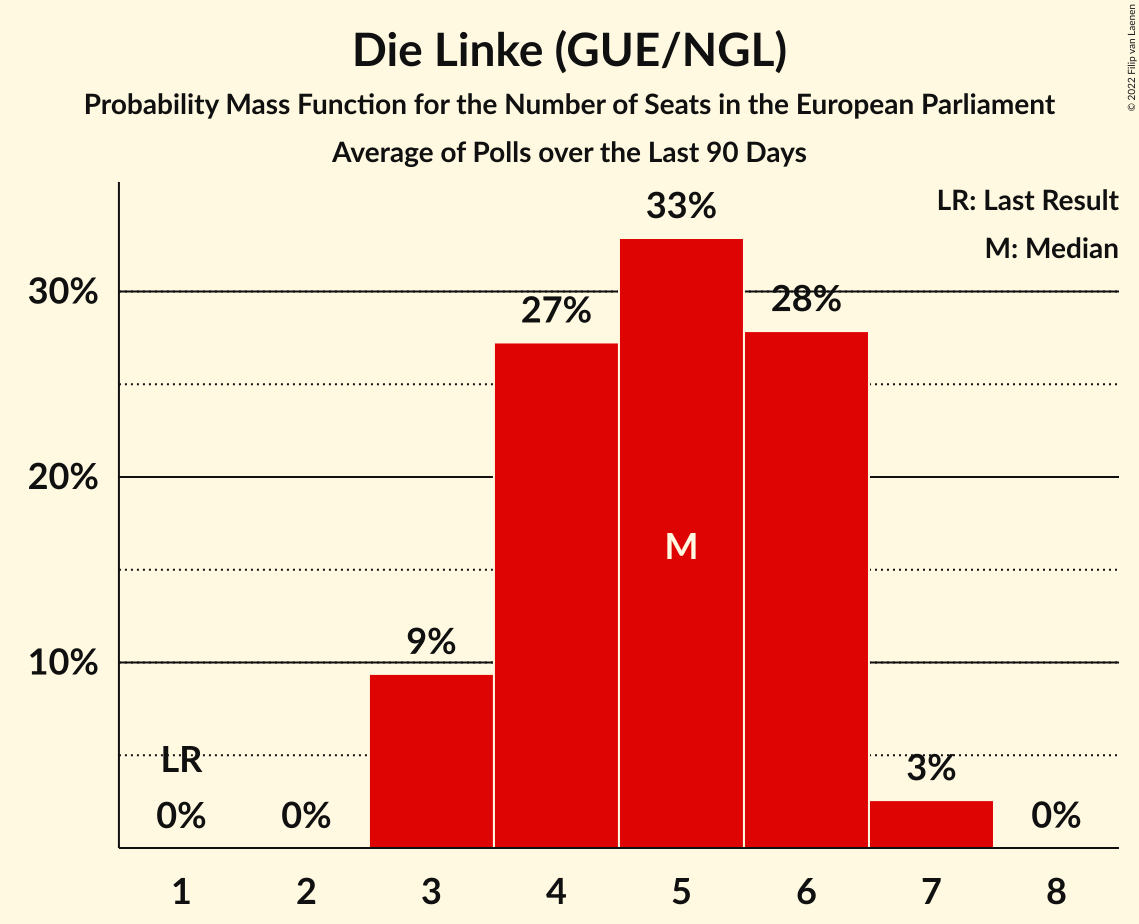 Die Linke (GUE/NGL)
Probability Mass Function for the Number of Seats in the European Parliament
Average of Polls over the Last 90 Days
© 2022 Filip van Laenen
LR: Last Result
M: Median
33%
30%
27%
28%
20%
M
9%
10%
LR
3%
0%
0%
0%
1 2 3 4 5 6 7 8